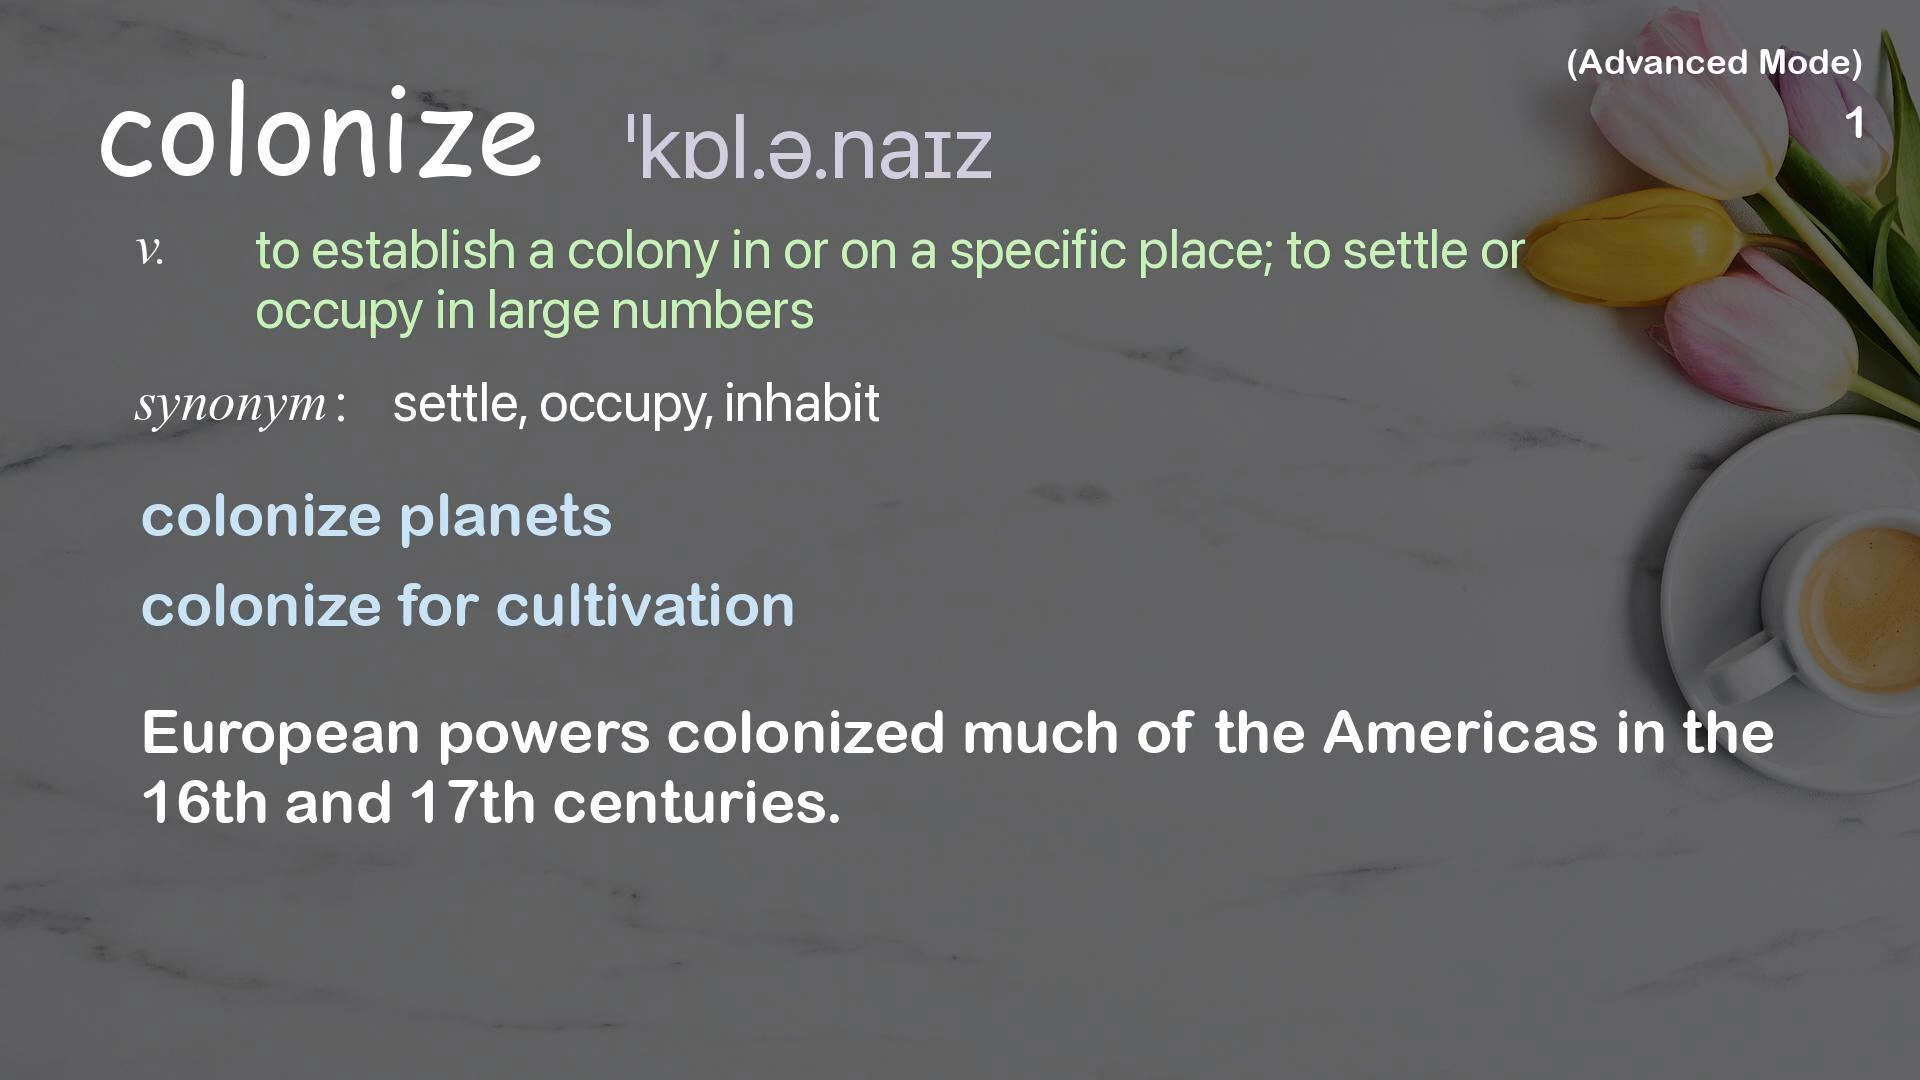 (Advanced Mode)
1
colonize ˈkɒl.ə.naɪz
v. to establish a colony in or on a specific place; to settle or
occupy in large numbers
synonym: settle, occupy, inhabit
colonize planets
colonize for cultivation
European powers colonized much of the Americas in the
16th and 17th centuries.